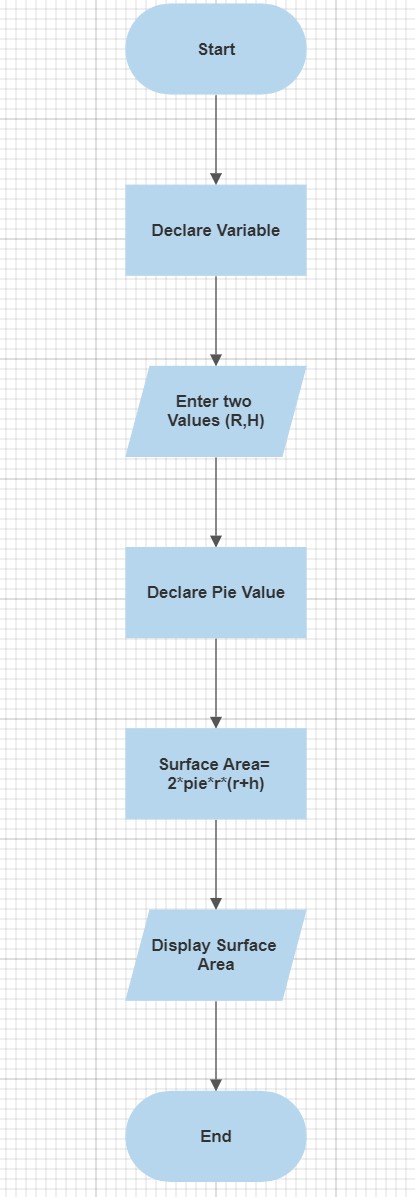 Start
Declare Variable
Enter two
Values (R,H)
Declare Pie Value
Surface Area=
2*pie*r*(r+h)
Display Surface
Area
End